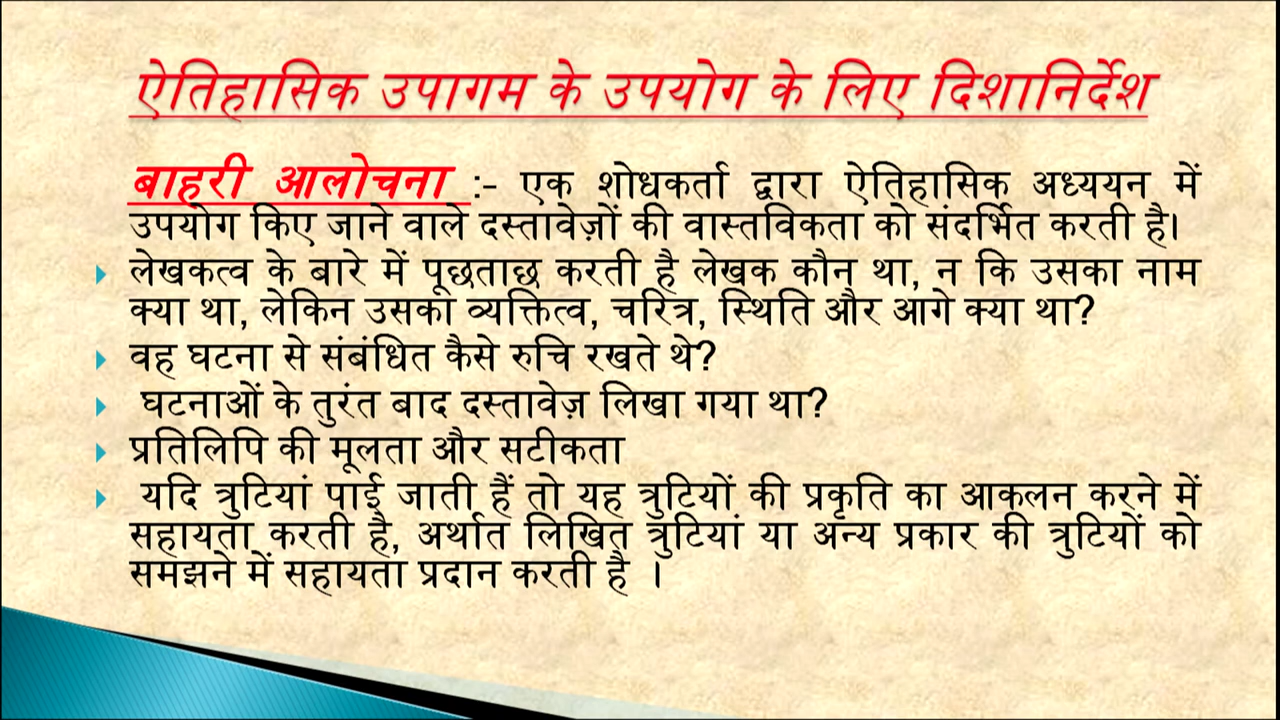 ऐतिहासिक उपागम के उपयोग के लिए दिशानिर्देश
बाहरी आलोचना :- एक शोधकर्ता द्वारा ऐतिहासिक अध्ययन में
उपयोग किए जाने वाले दस्तावेज़ों की वास्तविकता को संदर्भित करती है।
लेखकत्व के बारे में पूछताछ करती है लेखक कौन था, न कि उसका नाम
क्या था, लेकिन उसका व्यक्तित्व, चरित्र, स्थिति और आगे क्या था?
वह घटना से संबंधित कैसे रुचि रखते थे?
घटनाओं के तुरंत बाद दस्तावेज़ लिखा गया था?
प्रतिलिपि की मूलता और सटीकता
यदि त्रुटियां पाई जाती हैं तो यह त्रुटियों की प्रकृति का आकलन करने में
सहायता करती है, अर्थात लिखित त्रुटियां या अन्य प्रकार की त्रुटियों को
समझने में सहायता प्रदान करती है ।